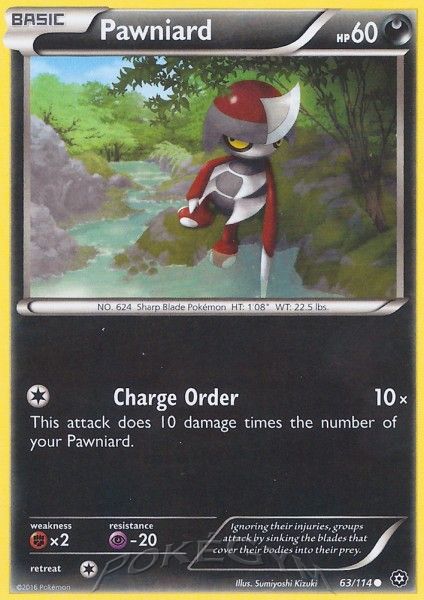 BASIC
Pawniard
HP60
NO. 624 Sharp Blade Pokémon HT: 1'08" WT: 22.5 lbs.
Charge Order 10×
This attack does 10 damage times the number of
your Pawniard.
weakness
×2
resistance
-20
retreat
Ignoring their injuries, groups
attack by sinking the blades that
cover their bodies into their prey.
Illus. Sumiyoshi Kizuki
63/114
©2016 Pokémon
POKÉGYM